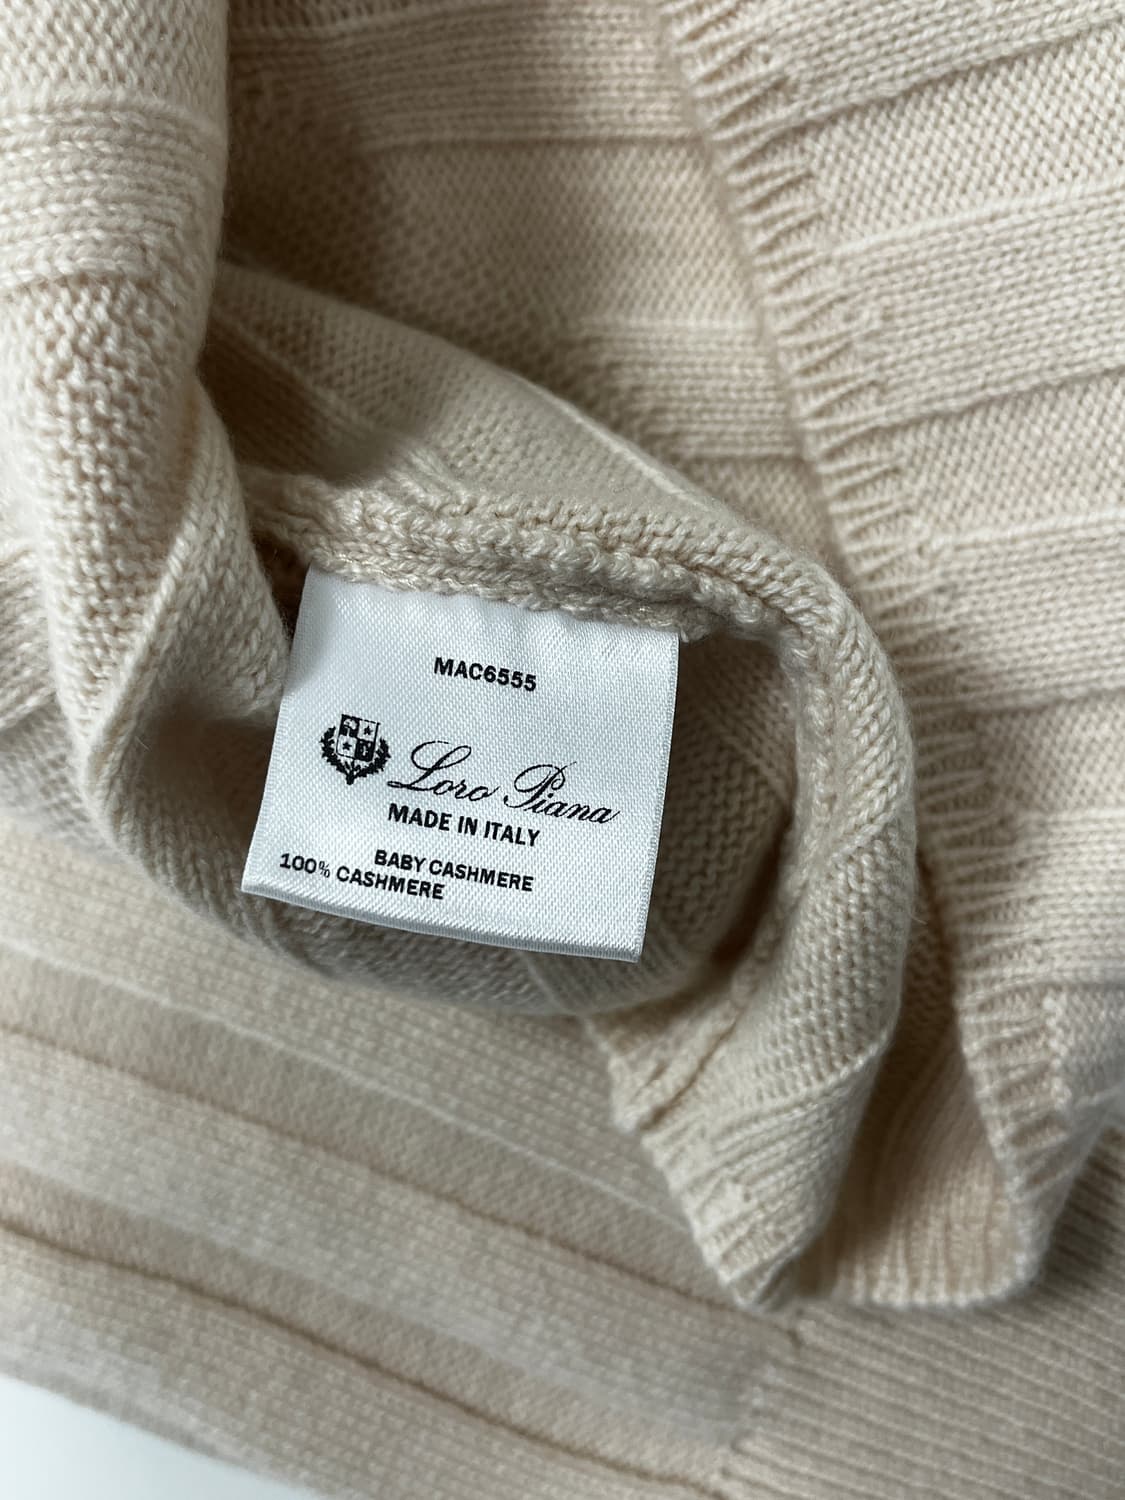 MAC6555
Loro Piana
MADE IN ITALY
BABY CASHMERE
100% CASHMERE